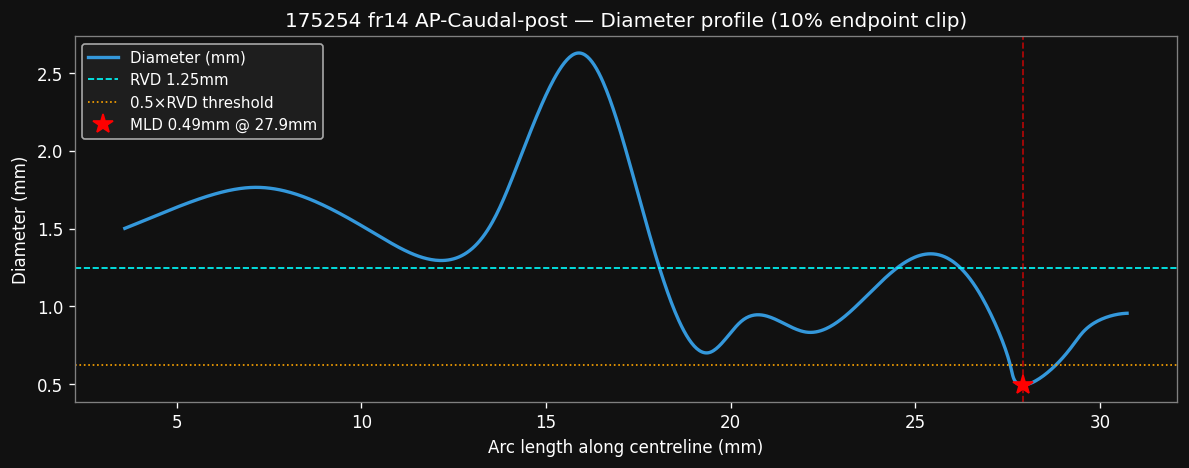 175254 fr14 AP-Caudal-post — Diameter profile (10% endpoint clip)
Diameter (mm)
RVD 1.25mm
0.5×RVD threshold
MLD 0.49mm @ 27.9mm
Diameter (mm)
2.5
2.0
1.5
1.0
0.5
5 10 15 20 25 30
Arc length along centreline (mm)